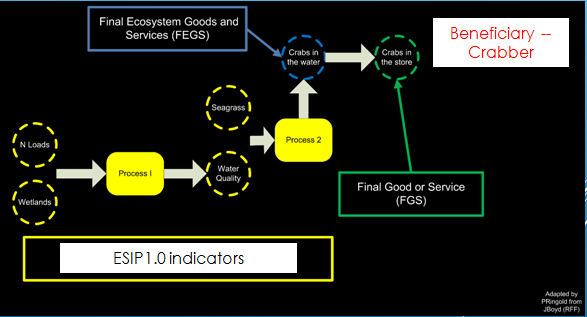 Final Ecosystem Goods and
Services (FEGS)
Crabs in
the water
Crabs in
the store
Beneficiary --
Crabber
Seagrass
N Loads
Process 2
Process I
Water
Quality
Wetlands
Final Good or Service
(FGS)
ESIP1.0 indicators
Adapted by
PRingold from
JBoyd (RFF)